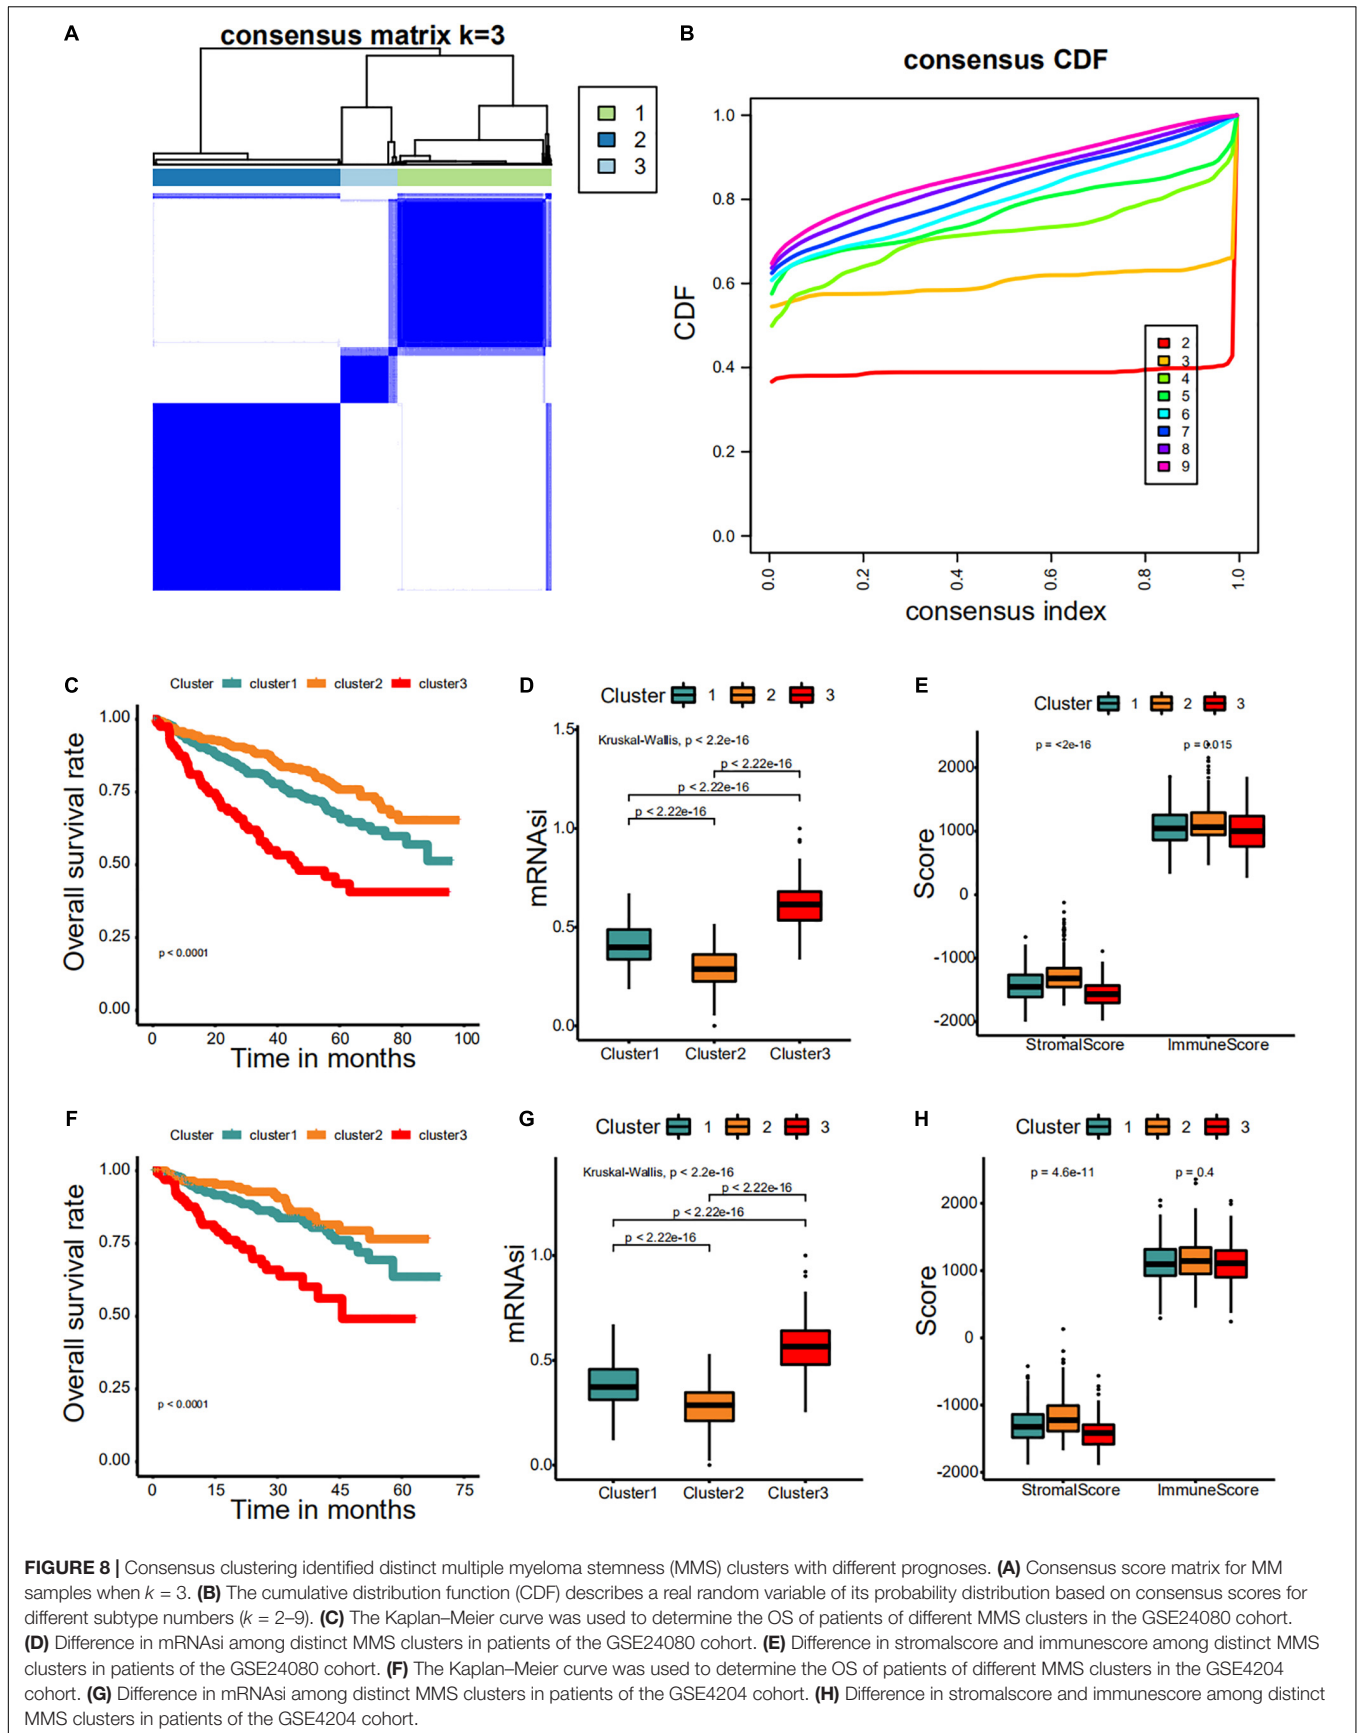 A
consensus matrix k=3
1
2
3
B
consensus CDF
CDF
1.0
0.8
0.6
0.4
0.2
0.0
2
3
4
5
6
7
8
9
0.0 0.2 0.4 0.6 0.8 1.0
consensus index
C
Cluster cluster1 cluster2 cluster3
Overall survival rate
1.00
0.75
0.50
0.25
0.00
p < 0.0001
0 20 40 60 80 100
Time in months
D
Cluster 1 2 3
mRNAsi
1.5
1.0
0.5
0.0
Kruskal-Wallis, p < 2.2e-16
p < 2.22e-16
p < 2.22e-16
p < 2.22e-16
Cluster1 Cluster2 Cluster3
E
Cluster 1 2 3
Score
2000
1000
0
-1000
-2000
p = <2e-16 p = 0.015
StromalScore ImmuneScore
F
Cluster cluster1 cluster2 cluster3
Overall survival rate
1.00
0.75
0.50
0.25
0.00
p < 0.0001
0 15 30 45 60 75
Time in months
G
Cluster 1 2 3
mRNAsi
1.0
0.5
0.0
Kruskal-Wallis, p < 2.2e-16
p < 2.22e-16
p < 2.22e-16
p < 2.22e-16
Cluster1 Cluster2 Cluster3
H
Cluster 1 2 3
Score
2000
1000
0
-1000
-2000
p = 4.6e-11 p = 0.4
StromalScore ImmuneScore
FIGURE 8 | Consensus clustering identified distinct multiple myeloma stemness (MMS) clusters with different prognoses. (A) Consensus score matrix for MM
samples when k = 3. (B) The cumulative distribution function (CDF) describes a real random variable of its probability distribution based on consensus scores for
different subtype numbers (k = 2–9). (C) The Kaplan–Meier curve was used to determine the OS of patients of different MMS clusters in the GSE24080 cohort.
(D) Difference in mRNAsi among distinct MMS clusters in patients of the GSE24080 cohort. (E) Difference in stromalscore and immunescore among distinct MMS
clusters in patients of the GSE24080 cohort. (F) The Kaplan–Meier curve was used to determine the OS of patients of different MMS clusters in the GSE4204
cohort. (G) Difference in mRNAsi among distinct MMS clusters in patients of the GSE4204 cohort. (H) Difference in stromalscore and immunescore among distinct
MMS clusters in patients of the GSE4204 cohort.